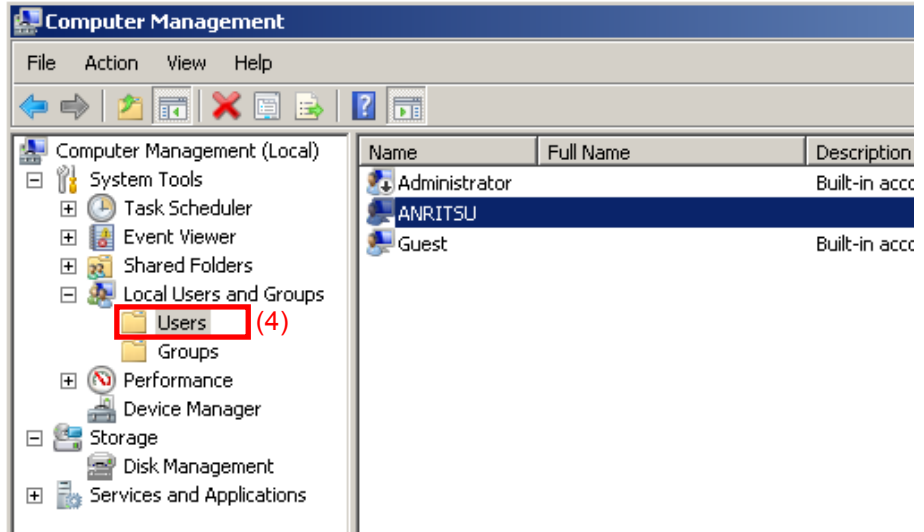 Computer Management
File Action View Help
Computer Management (Local)
System Tools
Task Scheduler
Event Viewer
Shared Folders
Local Users and Groups
Users (4)
Groups
Performance
Device Manager
Storage
Disk Management
Services and Applications
Name Full Name Description
Administrator Built-in acco
ANRITSU
Guest Built-in acco